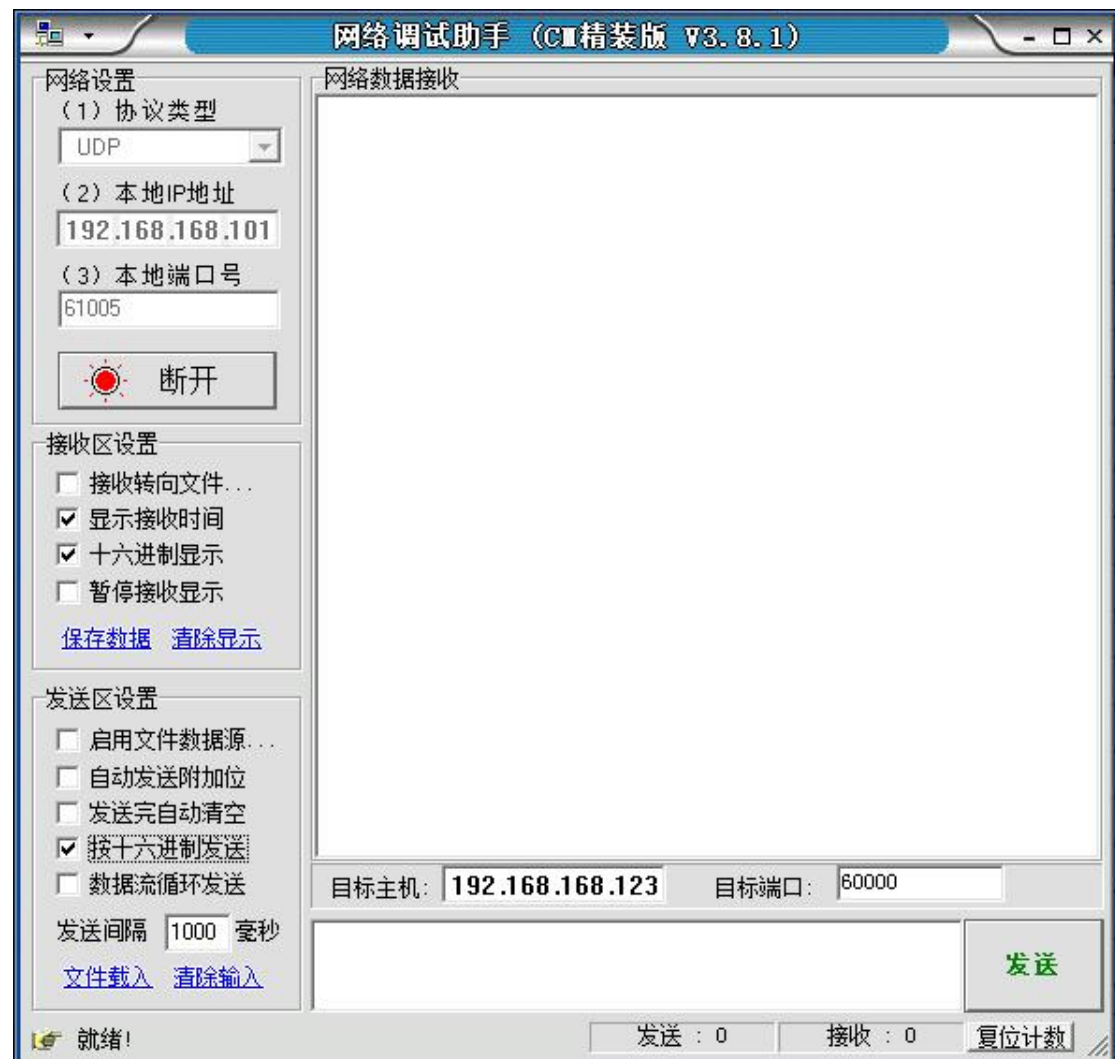 网络调试助手 (CM精装版 V3.8.1)
网络设置
(1) 协议类型
UDP
(2) 本地IP地址
192.168.168.101
(3) 本地端口号
61005
断开
接收区设置
接收转向文件...
显示接收时间
十六进制显示
暂停接收显示
保存数据 清除显示
发送区设置
启用文件数据源...
自动发送附加位
发送完自动清空
按十六进制发送
数据流循环发送
发送间隔 1000 毫秒
文件载入 清除输入
网络数据接收
目标主机: 192.168.168.123 目标端口: 60000
发送
就绪! 发送 : 0 接收 : 0 复位计数